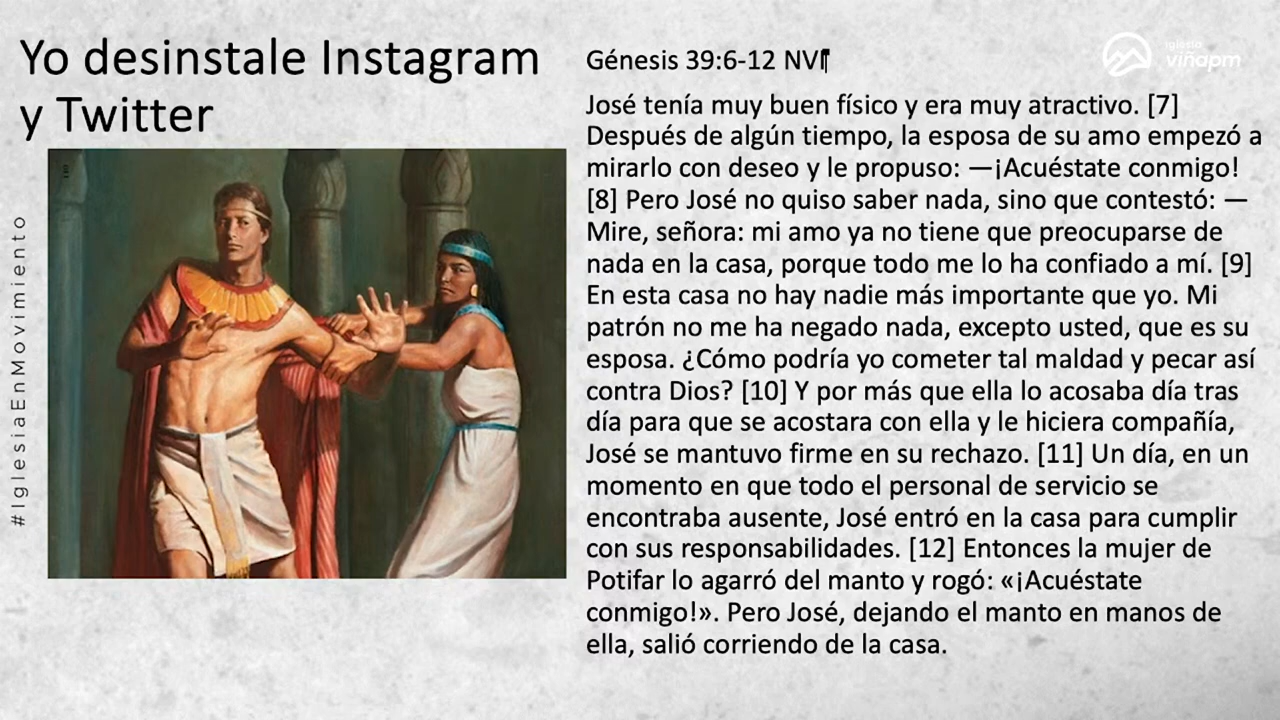 Yo desinstale Instagram
y Twitter
#IglesiaEnMovimiento
Génesis 39:6-12 NVI
iglesia
viñapm
José tenía muy buen físico y era muy atractivo. [7]
Después de algún tiempo, la esposa de su amo empezó a
mirarlo con deseo y le propuso: —¡Acuéstate conmigo!
[8] Pero José no quiso saber nada, sino que contestó: —
Mire, señora: mi amo ya no tiene que preocuparse de
nada en la casa, porque todo me lo ha confiado a mí. [9]
En esta casa no hay nadie más importante que yo. Mi
patrón no me ha negado nada, excepto usted, que es su
esposa. ¿Cómo podría yo cometer tal maldad y pecar así
contra Dios? [10] Y por más que ella lo acosaba día tras
día para que se acostara con ella y le hiciera compañía,
José se mantuvo firme en su rechazo. [11] Un día, en un
momento en que todo el personal de servicio se
encontraba ausente, José entró en la casa para cumplir
con sus responsabilidades. [12] Entonces la mujer de
Potifar lo agarró del manto y rogó: «¡Acuéstate
conmigo!». Pero José, dejando el manto en manos de
ella, salió corriendo de la casa.